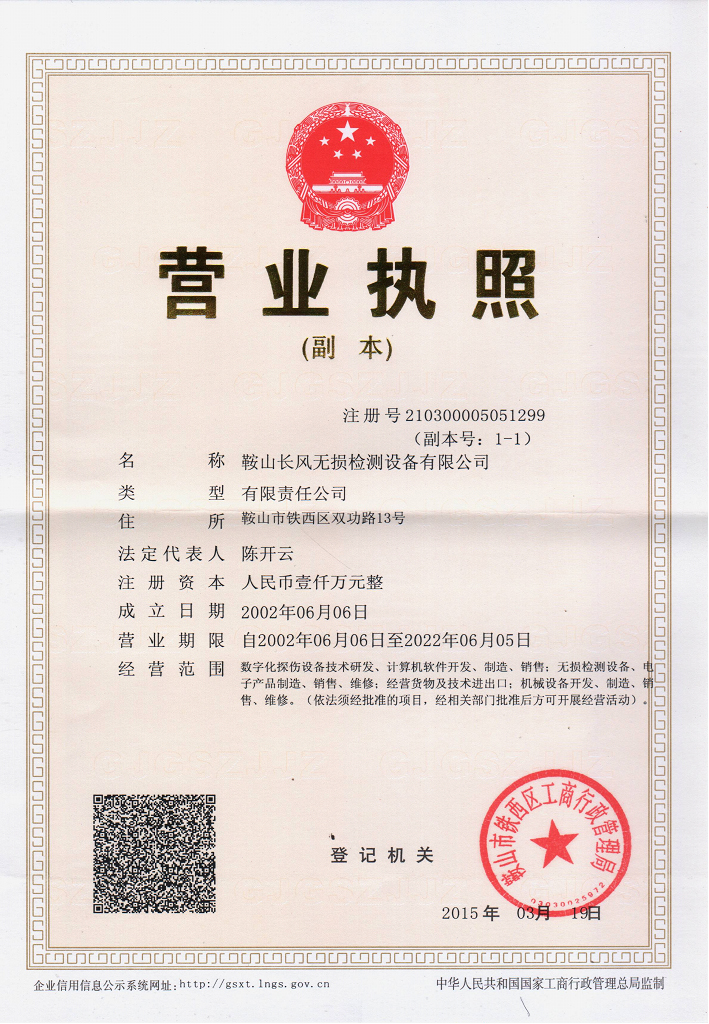 营业执照
(副 本)
注册号210300005051299
（副本号：1-1）
名 称 鞍山长风无损检测设备有限公司
类 型 有限责任公司
住 所 鞍山市铁西区双功路13号
法定代表人 陈开云
注册资本 人民币壹仟万元整
成立日期 2002年06月06日
营业期限 自2002年06月06日至2022年06月05日
经营范围 数字化探伤设备技术研发、计算机软件开发、制造、销售；无损检测设备、电
子产品制造、销售、维修；经营货物及技术进出口；机械设备开发、制造、销
售、维修。（依法须经批准的项目，经相关部门批准后方可开展经营活动）。
鞍山市铁西区工商行政管理局
登记机关
2015年 03月 19日
企业信用信息公示系统网址:http://gsxt.lngs.gov.cn
中华人民共和国国家工商行政管理总局监制